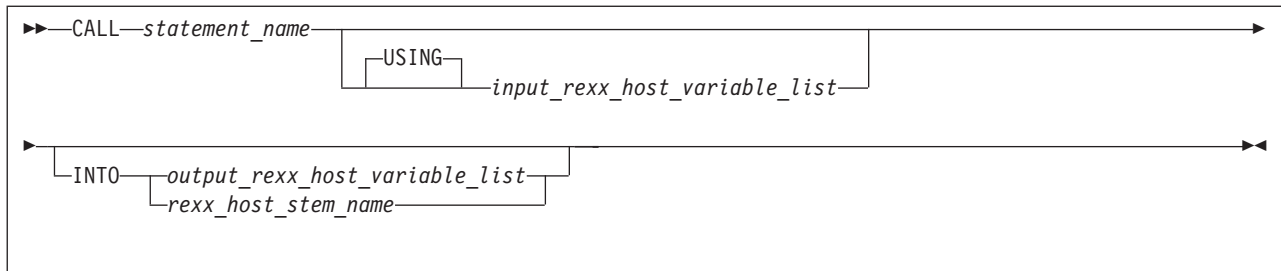 CALL statement_name
USING
input_rexx_host_variable_list
INTO output_rexx_host_variable_list
rexx_host_stem_name